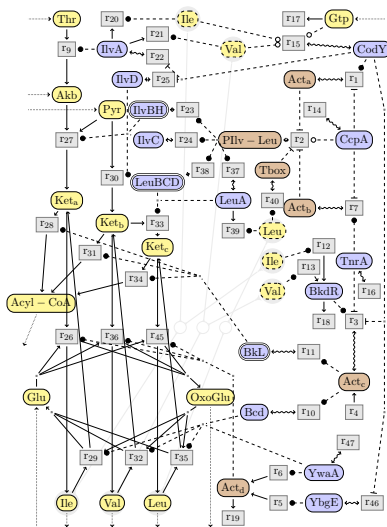 Thr r20 Ile r17 Gtp
r9 IlvA r21 Val r15 CodY
r22
IlvD r25 Acta r1
Akb
Pyr IlvBH r23 r14
r27 IlvC r24 PIlv − Leu r2 CcpA
r30 LeuBCD r38 r37 Tbox
Keta LeuA r40 Actb r7
r28 Ketb r33 r39 Leu
r31 Ketc r12
Ile r13 TnrA
r34 Val BkdR r16
Acyl − CoA
r18 r3
r26 r36 r45 BkL r11
Actc
Glu OxoGlu
Bcd r10 r4
r29 r32 r35 r47
r6 YwaA
Actd
Ile Val Leu r5 YbgE r46
r19